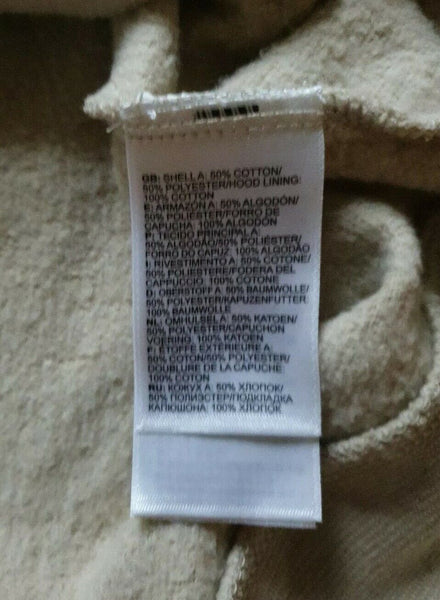 GB: SHELL A: 50% COTTON/
50% POLYESTER/HOOD LINING:
100% COTTON
E: ARMAZÓN A: 50% ALGODÓN/
50% POLIÉSTER/FORRO DE
CAPUCHA: 100% ALGODÓN
P: TECIDO PRINCIPAL A:
50% ALGODÃO/50% POLIÉSTER/
FORRO DO CAPUZ: 100% ALGODÃO
I: RIVESTIMENTO A: 50% COTONE/
50% POLIESTERE/FODERA DEL
CAPPUCCIO: 100% COTONE
D: OBERSTOFF A: 50% BAUMWOLLE/
50% POLYESTER/KAPUZENFUTTER:
100% BAUMWOLLE
NL: OMHULSEL A: 50% KATOEN/
50% POLYESTER/CAPUCHON
VOERING: 100% KATOEN
F: ÉTOFFE EXTÉRIEURE A:
50% COTON/50% POLYESTER/
DOUBLURE DE LA CAPUCHE:
100% COTON
RU: КОЖУХ A: 50% ХЛОПОК/
50% ПОЛИЭСТЕР/ПОДКЛАДКА
КАПЮШОНА: 100% ХЛОПОК